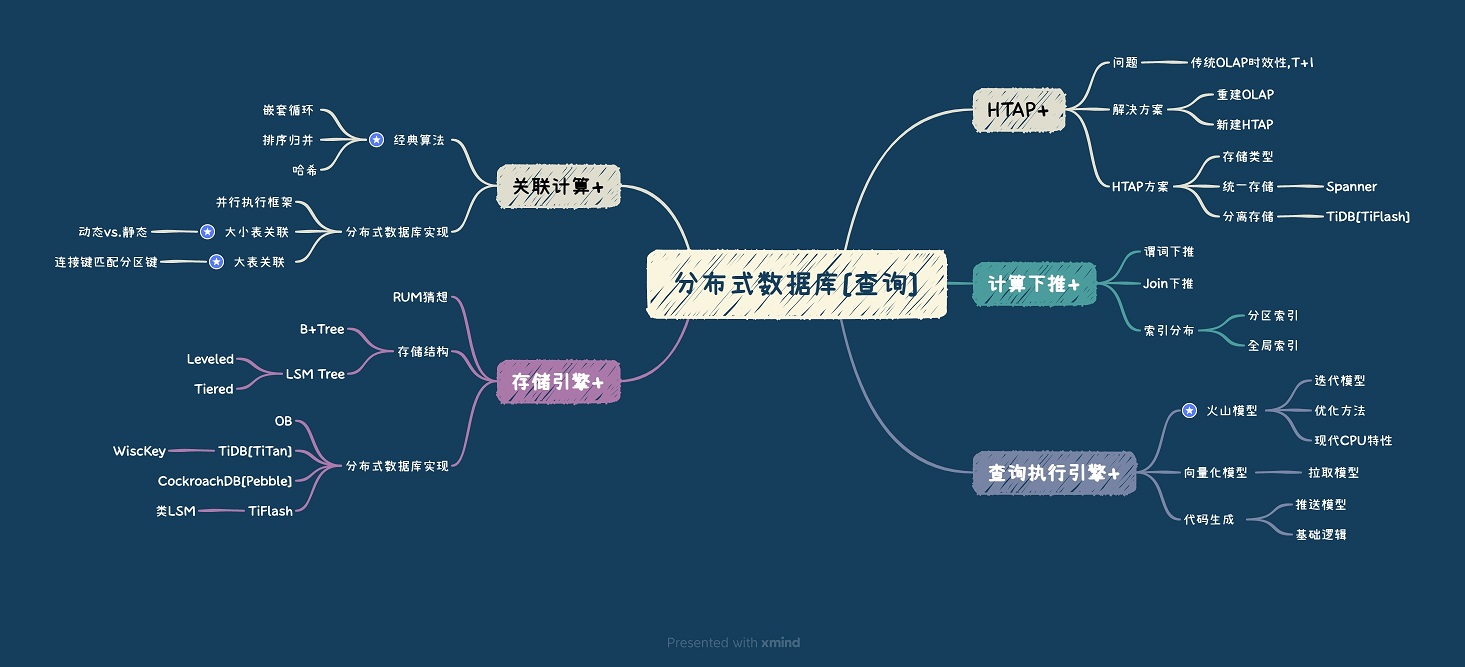 分布式数据库[查询]
HTAP+
问题
传统OLAP时效性,T+1
解决方案
重建OLAP
新建HTAP
HTAP方案
存储类型
统一存储
Spanner
分离存储
TiDB[TiFlash]
计算下推+
谓词下推
Join下推
索引分布
分区索引
全局索引
查询执行引擎+
火山模型
迭代模型
优化方法
现代CPU特性
向量化模型
拉取模型
代码生成
推送模型
基础逻辑
关联计算+
经典算法
嵌套循环
排序归并
哈希
分布式数据库实现
并行执行框架
大小表关联
动态vs.静态
大表关联
连接键匹配分区键
存储引擎+
RUM猜想
存储结构
B+Tree
LSM Tree
Leveled
Tiered
分布式数据库实现
OB
TiDB[TiTan]
WiscKey
CockroachDB[Pebble]
TiFlash
类LSM
Presented with xmind